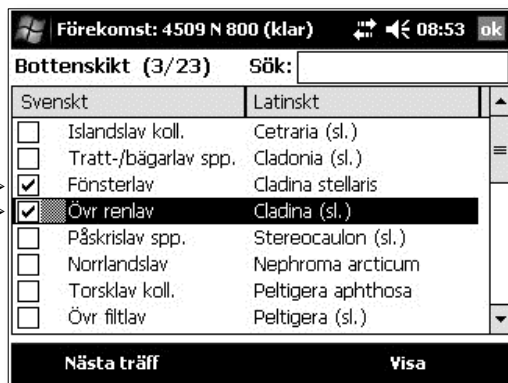 Förekomst: 4509 N 800 (klar) 08:53 ok
Bottenskikt (3/23) Sök:
Svenskt Latinskt
Islandslav koll. Cetraria (sl.)
Tratt-/bägarlav spp. Cladonia (sl.)
Fönsterlav Cladina stellaris
Övr renlav Cladina (sl.)
Påskrislav spp. Stereocaulon (sl.)
Norrlandslav Nephroma arcticum
Torsklav koll. Peltigera aphthosa
Övr filtlav Peltigera (sl.)
Nästa träff Visa